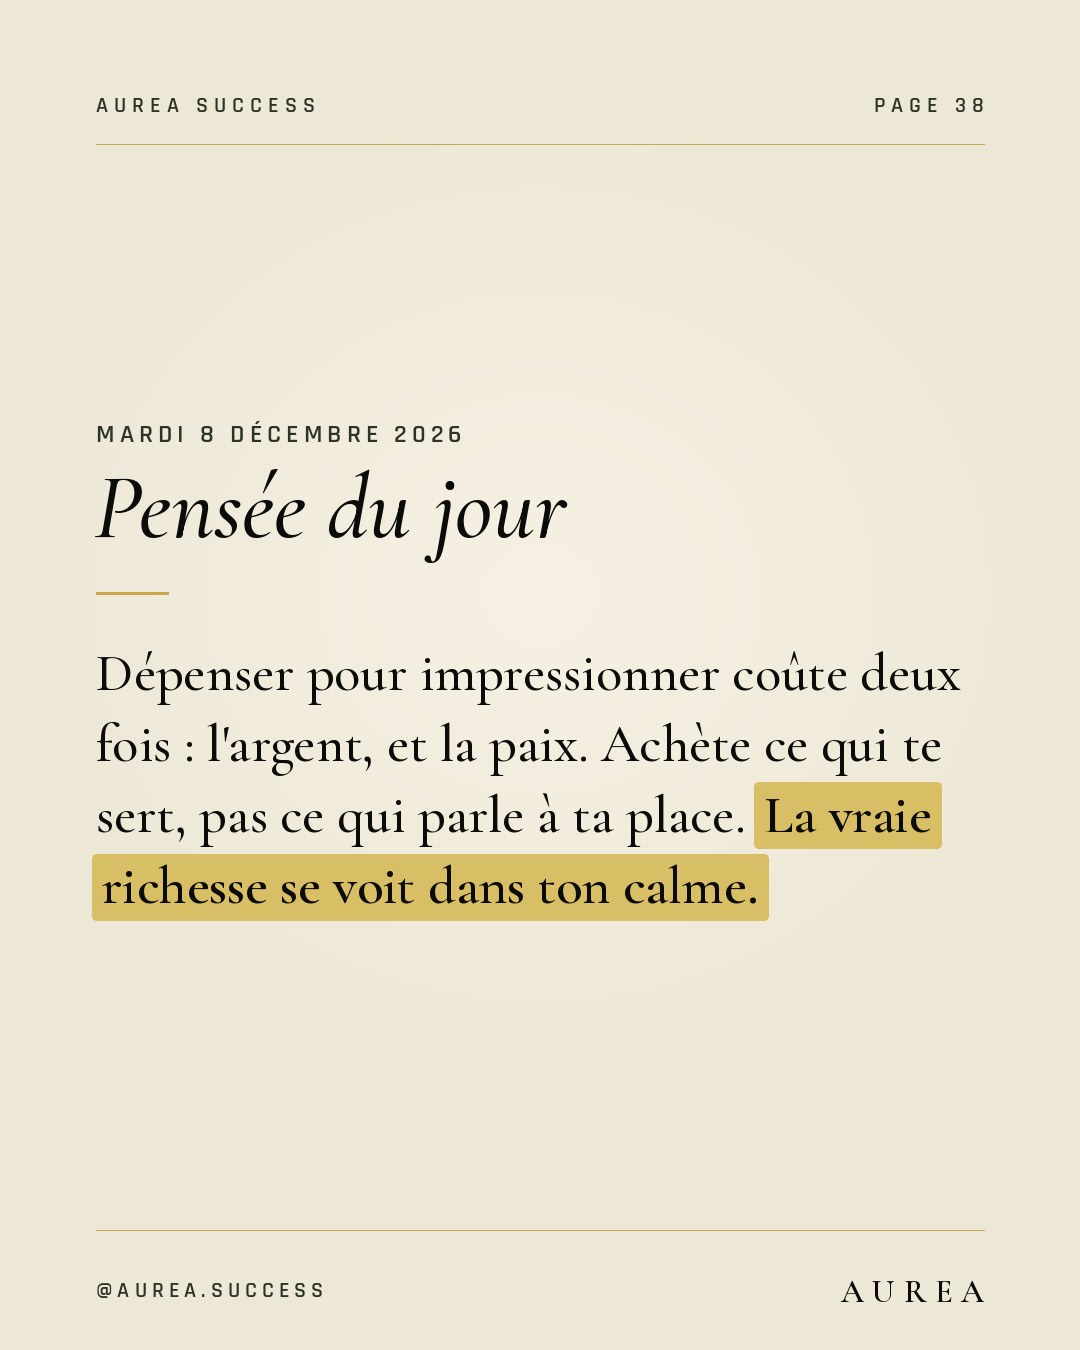 AUREA SUCCESS
PAGE 38
MARDI 8 DÉCEMBRE 2026
Pensée du jour
Dépenser pour impressionner coûte deux
fois : l'argent, et la paix. Achète ce qui te
sert, pas ce qui parle à ta place. La vraie
richesse se voit dans ton calme.
@AUREA.SUCCESS
AUREA